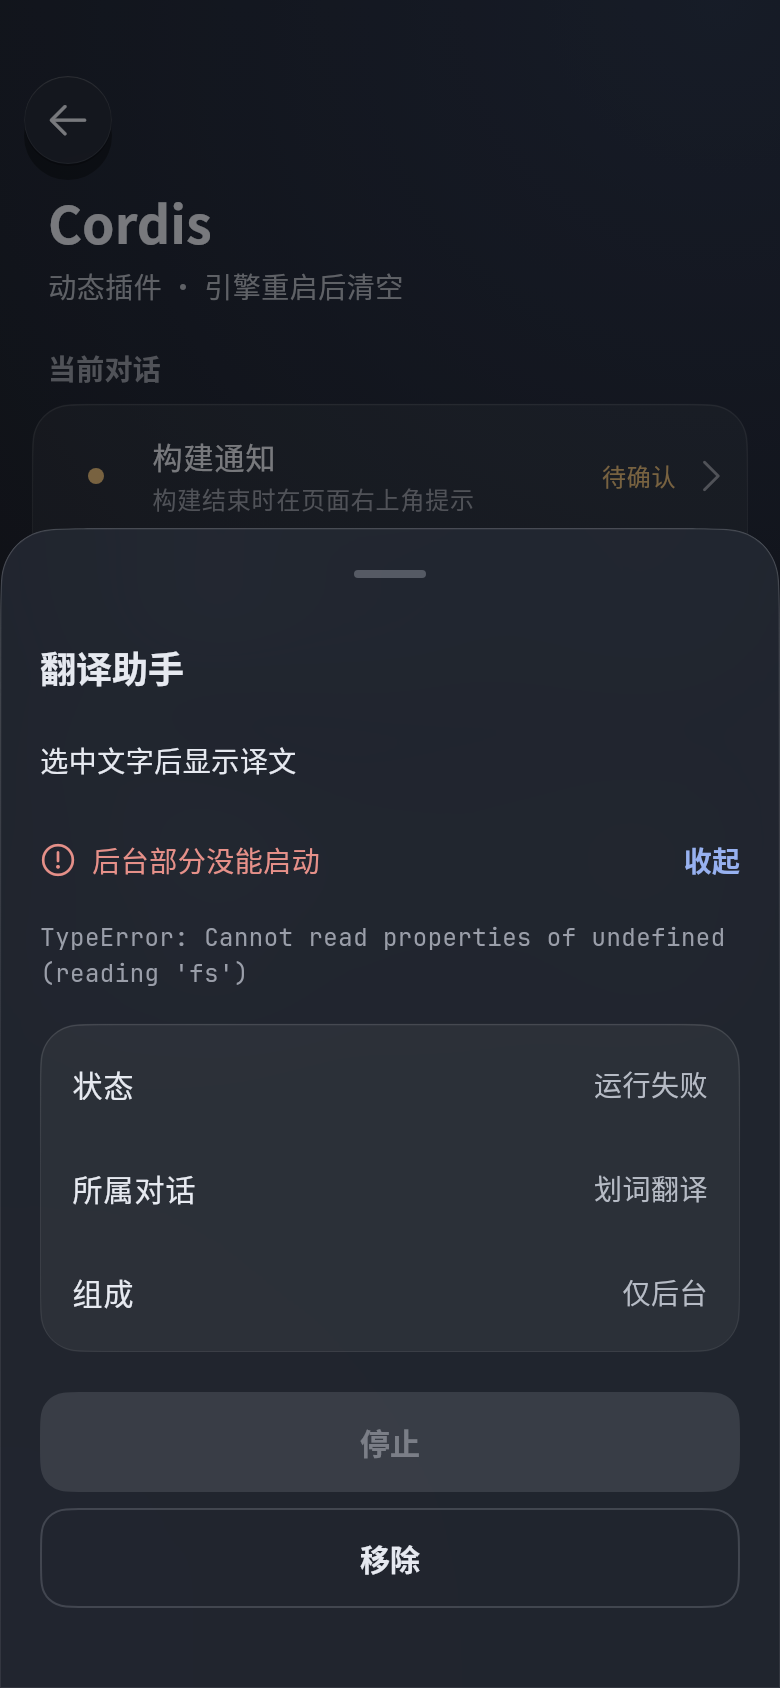 Cordis
动态插件 · 引擎重启后清空
当前对话
构建通知
构建结束时在页面右上角提示
待确认
翻译助手
选中文字后显示译文
后台部分没能启动
收起
TypeError: Cannot read properties of undefined
(reading 'fs')
状态
运行失败
所属对话
划词翻译
组成
仅后台
停止
移除